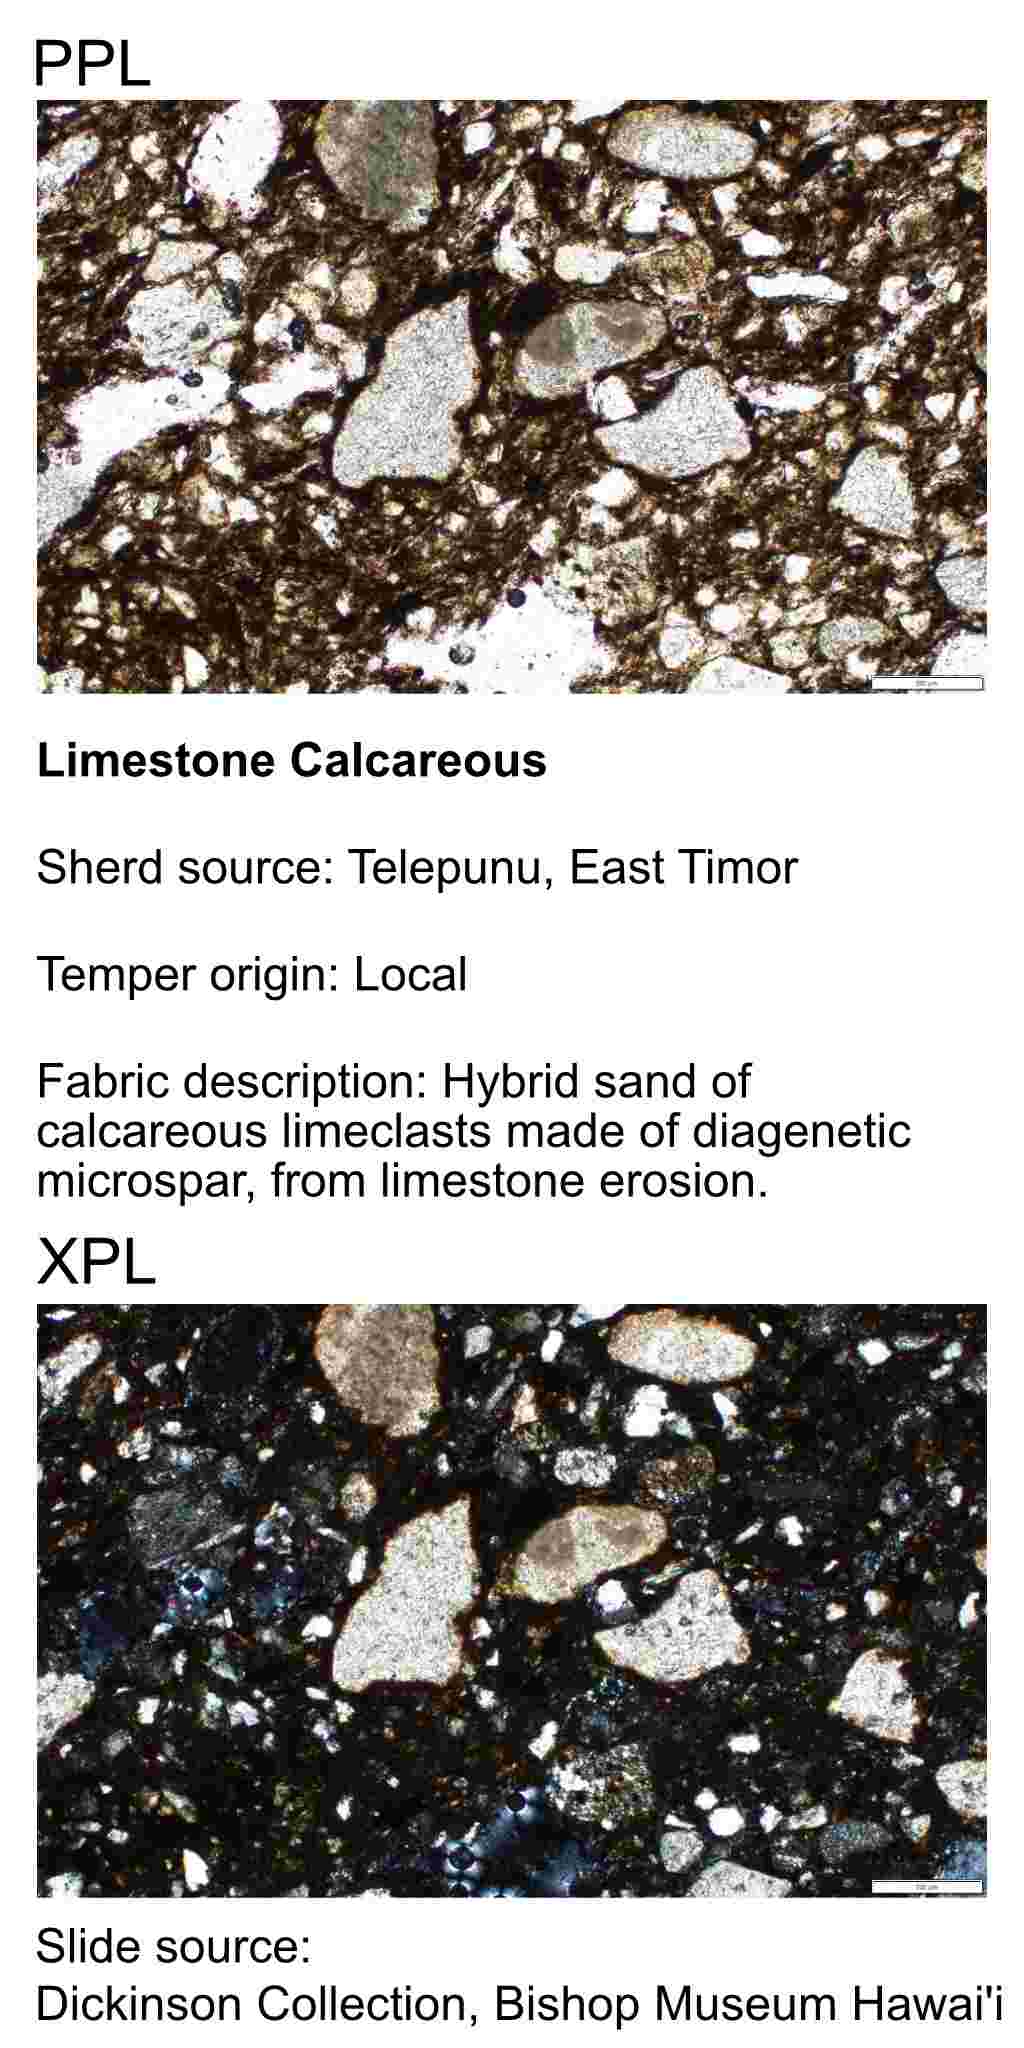 PPL
Limestone Calcareous
Sherd source: Telepunu, East Timor
Temper origin: Local
Fabric description: Hybrid sand of
calcareous limeclasts made of diagenetic
microspar, from limestone erosion.
XPL
Slide source:
Dickinson Collection, Bishop Museum Hawai'i